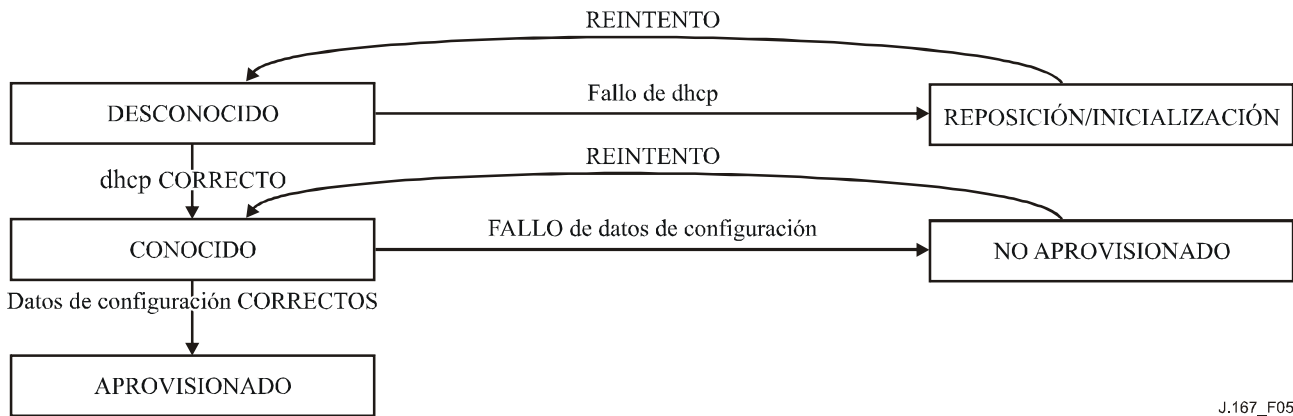 REINTENTO
DESCONOCIDO
Fallo de dhcp
REPOSICIÓN/INICIALIZACIÓN
dhcp CORRECTO
REINTENTO
CONOCIDO
FALLO de datos de configuración
NO APROVISIONADO
Datos de configuración CORRECTOS
APROVISIONADO
J.167_F05